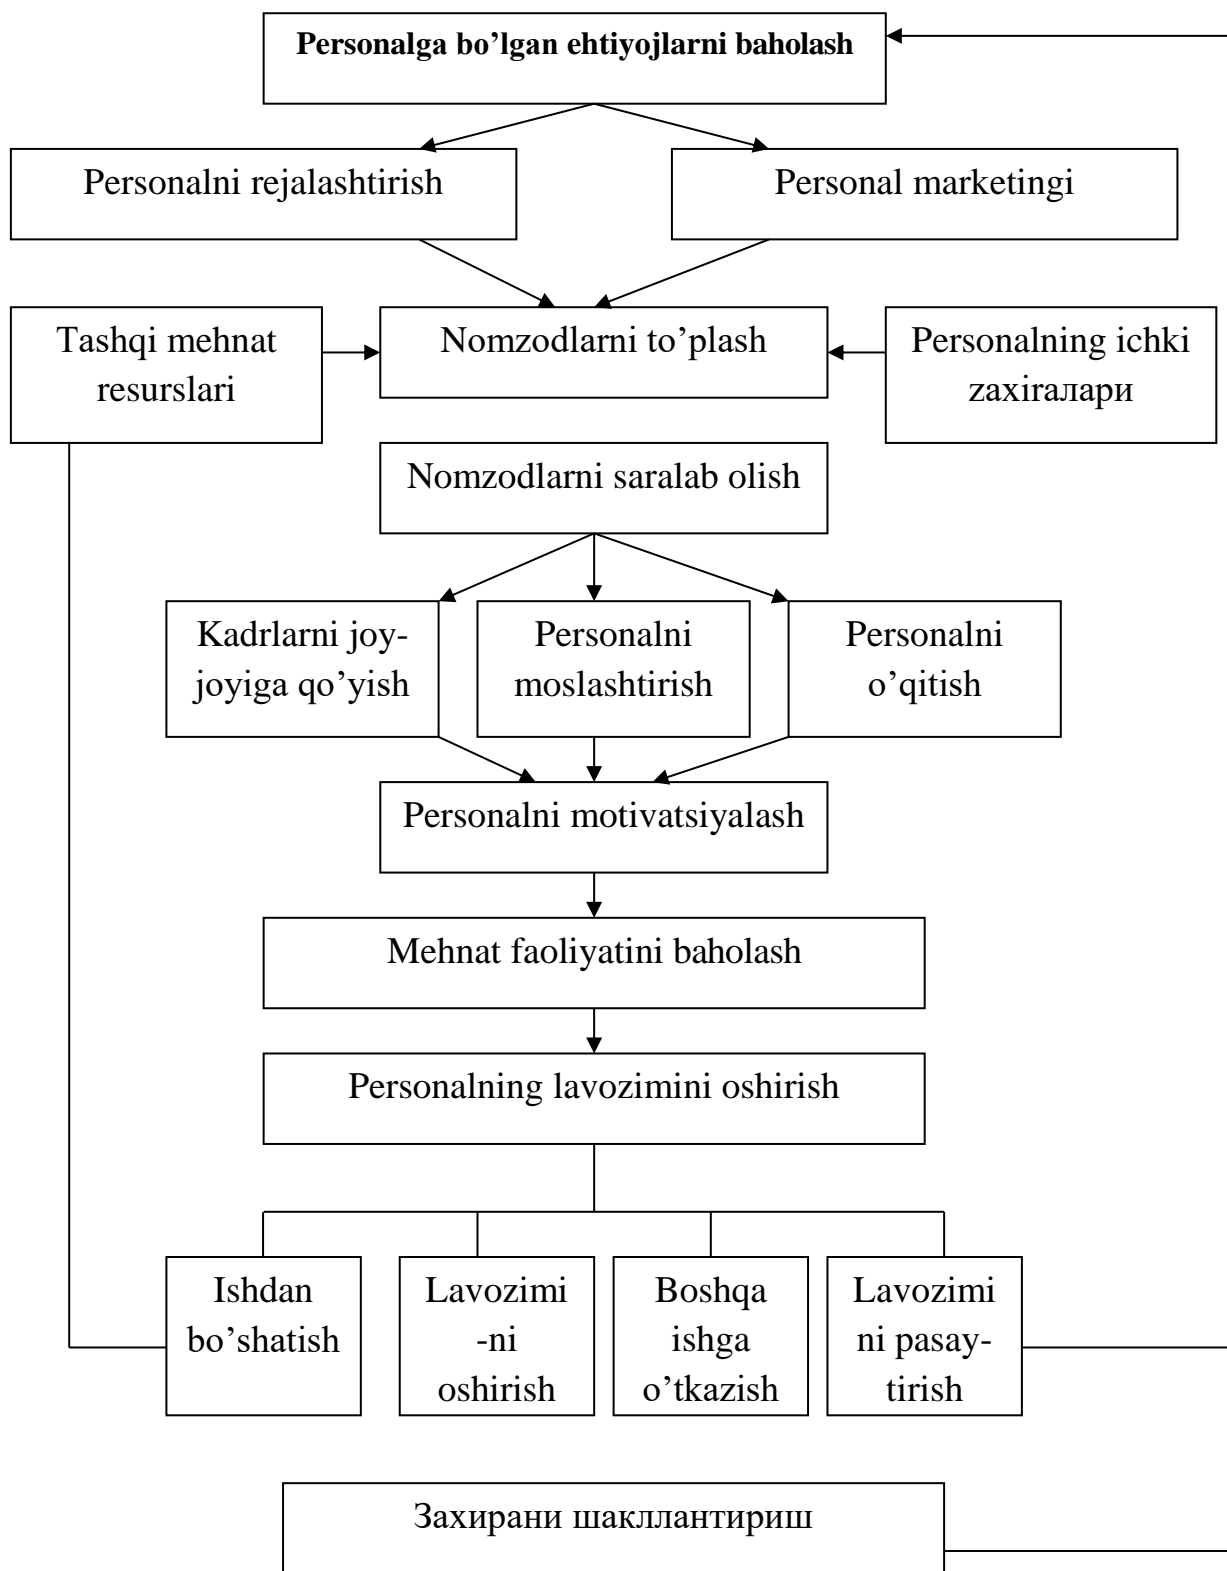 Personalga bo’lgan ehtiyojlarni baholash
Personalni rejalashtirish
Personal marketingi
Tashqi mehnat
resurslari
Nomzodlarni to’plash
Personalning ichki
zaxiraлари
Nomzodlarni saralab olish
Kadrlarni joy-
joyiga qo’yish
Personalni
moslashtirish
Personalni
o’qitish
Personalni motivatsiyalash
Mehnat faoliyatini baholash
Personalning lavozimini oshirish
Ishdan
bo’shatish
Lavozimi
-ni
oshirish
Boshqa
ishga
o’tkazish
Lavozimi
ni pasay-
tirish
Захирани шакллантириш